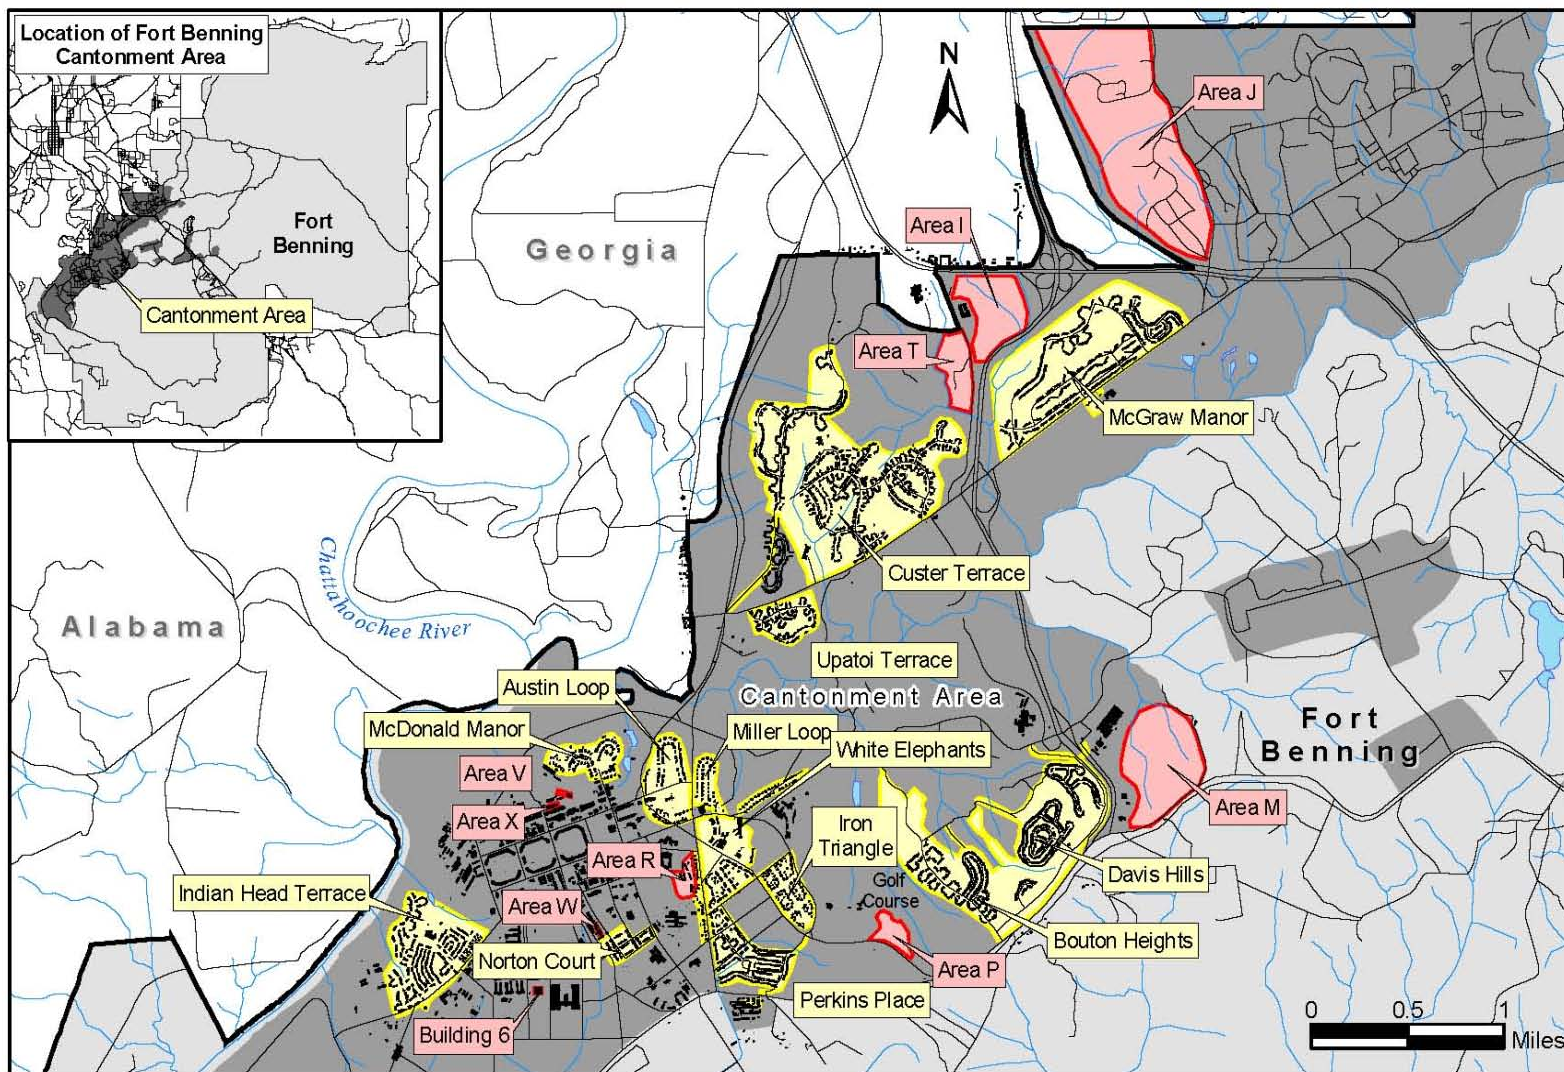 Location of Fort Benning
Cantonment Area
Fort
Benning
Cantonment Area
N
Area J
Area I
Georgia
Area T
McGraw Manor
Custer Terrace
Chattahoochee River
Alabama
Upatoi Terrace
Austin Loop
Cantonment Area
McDonald Manor
Miller Loop
White Elephants
Fort
Benning
Area V
Area X
Area M
Iron
Triangle
Area R
Davis Hills
Golf
Course
Indian Head Terrace
Area W
Bouton Heights
Norton Court
Area P
Perkins Place
Building 6
0 0.5 1
Miles